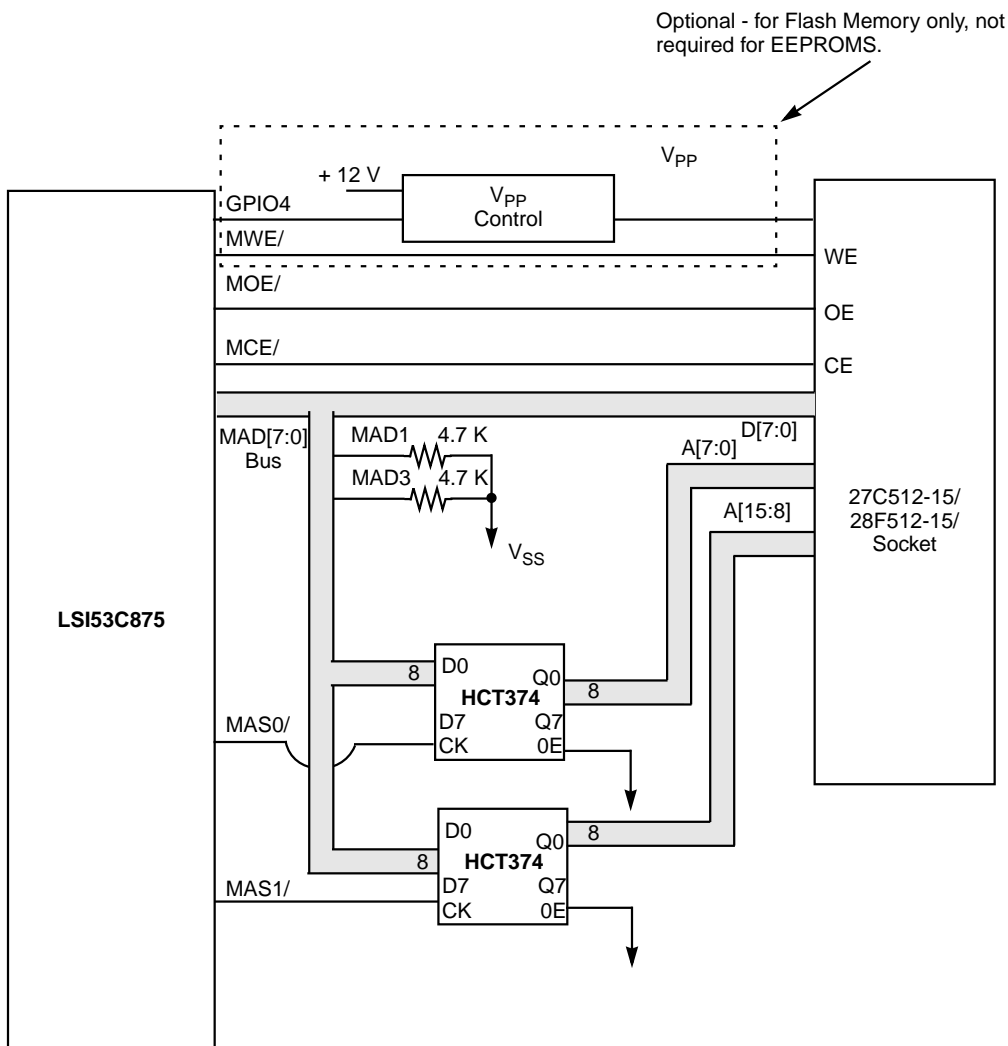 Optional - for Flash Memory only, not
required for EEPROMS.
VPP
+ 12 V
VPP
Control
GPIO4
MWE/
WE
MOE/
OE
MCE/
CE
MAD[7:0]
Bus
MAD1 4.7 K
MAD3 4.7 K
VSS
D[7:0]
A[7:0]
A[15:8]
27C512-15/
28F512-15/
Socket
LSI53C875
8
D0
Q0
HCT374
8
D7
Q7
CK
0E
MAS0/
D0
Q0
8
HCT374
8
D7
Q7
CK
0E
MAS1/